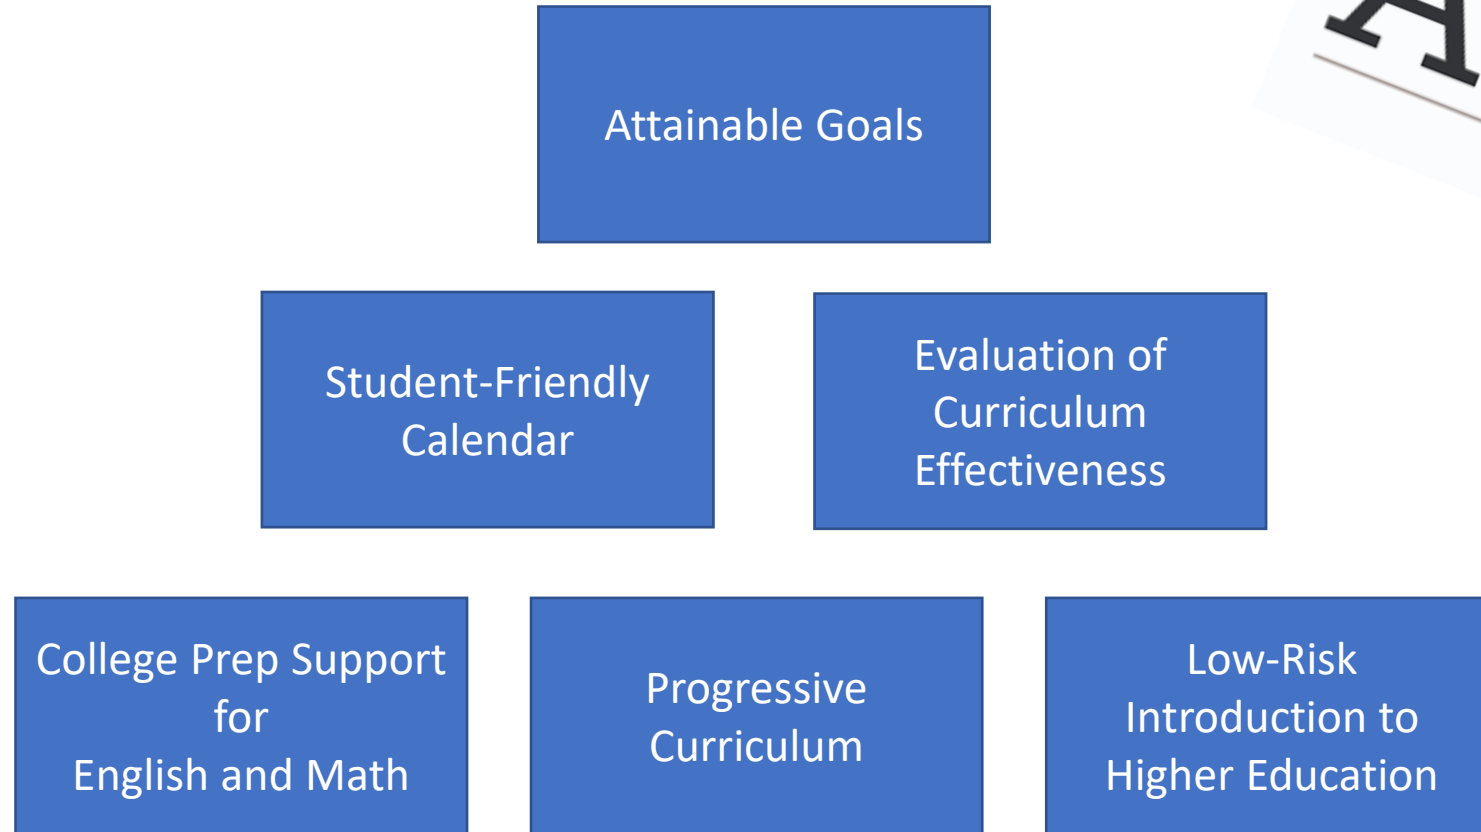 A
Attainable Goals
Student-Friendly
Calendar
Evaluation of
Curriculum
Effectiveness
College Prep Support
for
English and Math
Progressive
Curriculum
Low-Risk
Introduction to
Higher Education